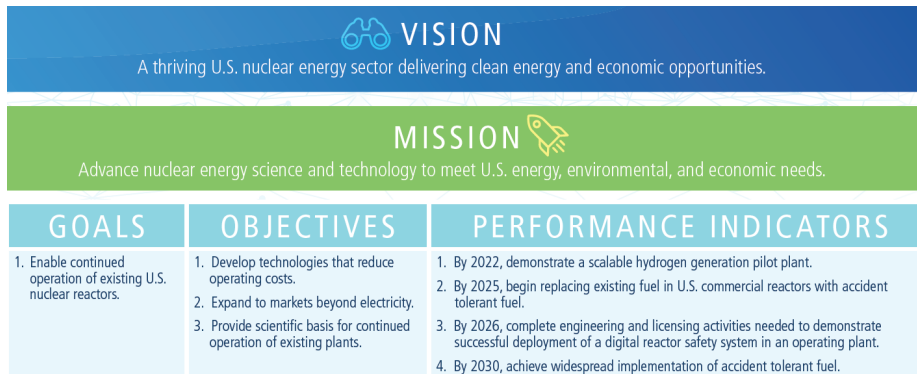 VISION
A thriving U.S. nuclear energy sector delivering clean energy and economic opportunities.
MISSION
Advance nuclear energy science and technology to meet U.S. energy, environmental, and economic needs.
GOALS
1. Enable continued
operation of existing U.S.
nuclear reactors.
OBJECTIVES
1. Develop technologies that reduce
operating costs.
2. Expand to markets beyond electricity.
3. Provide scientific basis for continued
operation of existing plants.
PERFORMANCE INDICATORS
1. By 2022, demonstrate a scalable hydrogen generation pilot plant.
2. By 2025, begin replacing existing fuel in U.S. commercial reactors with accident
tolerant fuel.
3. By 2026, complete engineering and licensing activities needed to demonstrate
successful deployment of a digital reactor safety system in an operating plant.
4. By 2030, achieve widespread implementation of accident tolerant fuel.